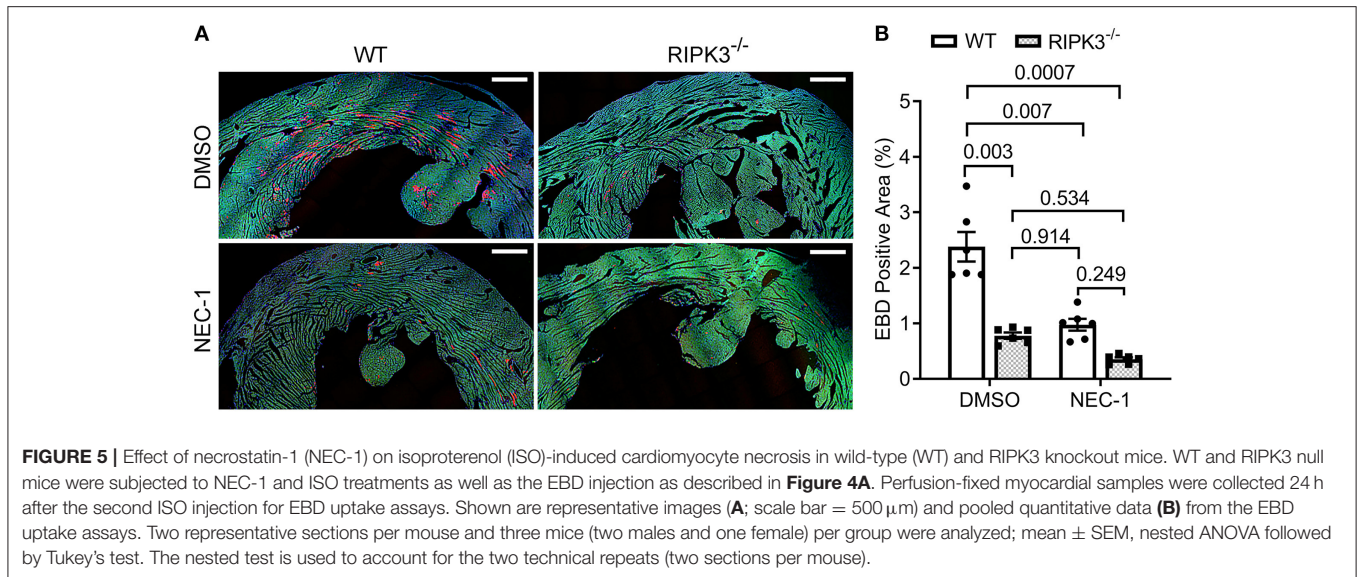 A
WT
RIPK3-/-
DMSO
NEC-1
B
WT
RIPK3-/-
0.0007
0.007
0.003
0.534
0.914
0.249
EBD Positive Area (%)
5
4
3
2
1
0
DMSO
NEC-1
FIGURE 5 | Effect of necrostatin-1 (NEC-1) on isoproterenol (ISO)-induced cardiomyocyte necrosis in wild-type (WT) and RIPK3 knockout mice. WT and RIPK3 null
mice were subjected to NEC-1 and ISO treatments as well as the EBD injection as described in Figure 4A. Perfusion-fixed myocardial samples were collected 24 h
after the second ISO injection for EBD uptake assays. Shown are representative images (A; scale bar = 500 μm) and pooled quantitative data (B) from the EBD
uptake assays. Two representative sections per mouse and three mice (two males and one female) per group were analyzed; mean ± SEM, nested ANOVA followed
by Tukey's test. The nested test is used to account for the two technical repeats (two sections per mouse).